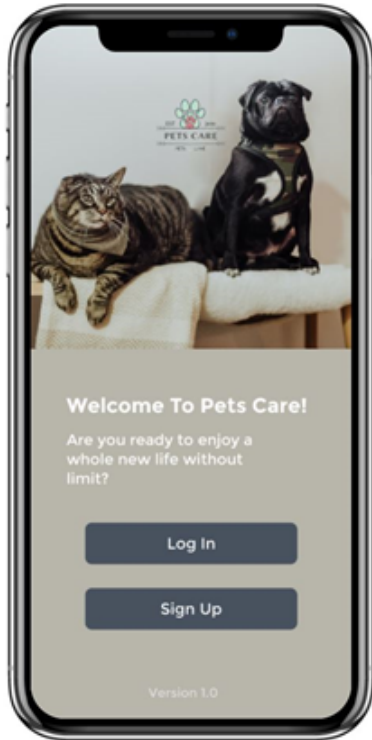 PETS CARE
Welcome To Pets Care!
Are you ready to enjoy a
whole new life without
limit?
Log In
Sign Up
Version 1.0